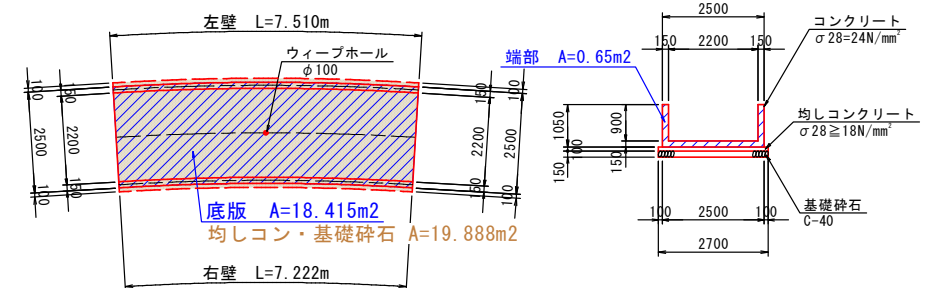 左壁 L=7.510m
ウィープホール
φ100
100
150
2500
2200
150
100
150
100
2200
2500
150
100
底版 A=18.415m2
均しコン・基礎砕石 A=19.888m2
右壁 L=7.222m
2500
150
2200
150
コンクリート
σ28=24N/mm²
端部 A=0.65m2
1050
900
100
150
150
均しコンクリート
σ28≧18N/mm²
基礎砕石
C-40
100
2500
100
2700